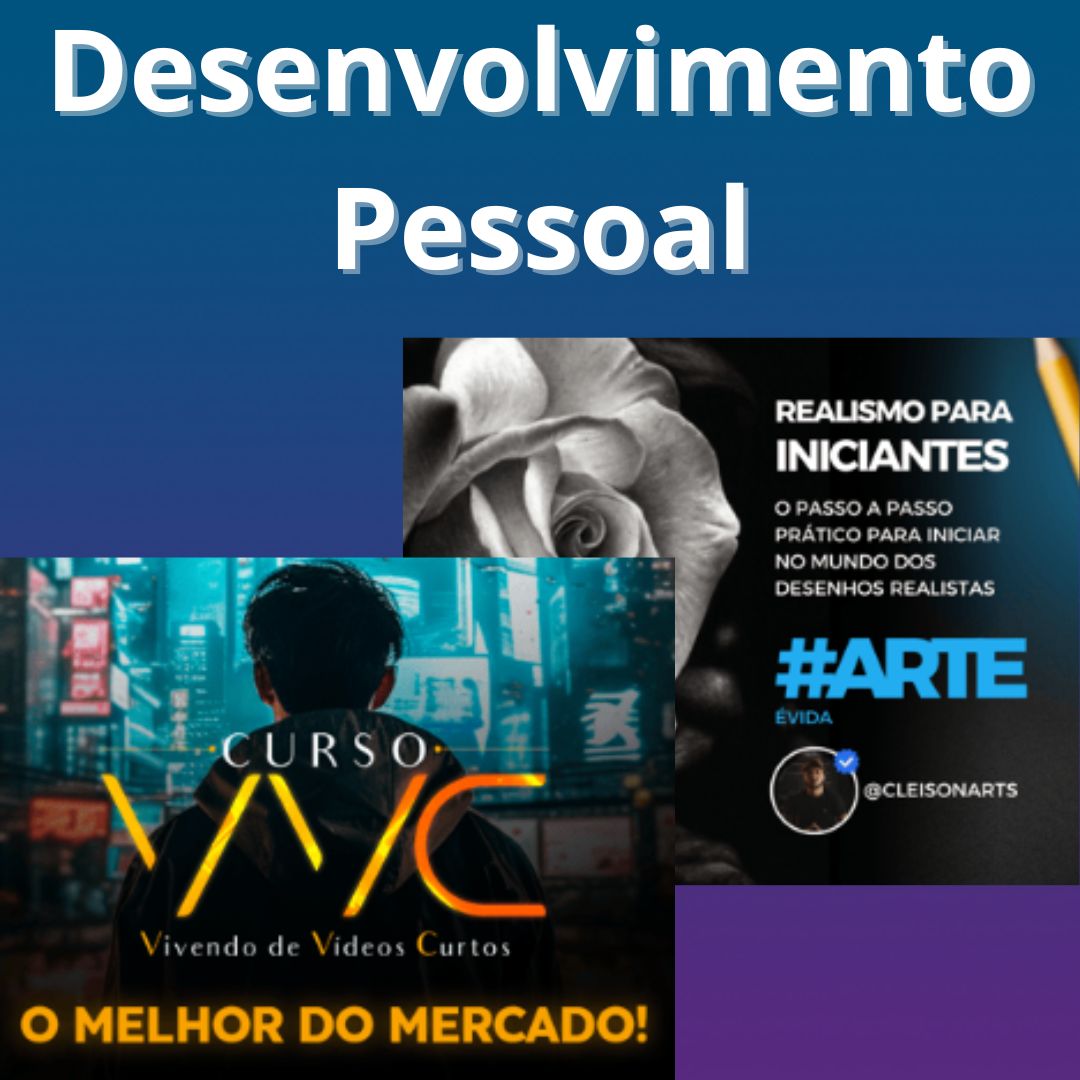 Desenvolvimento
Pessoal
REALISMO PARA
INICIANTES
O PASSO A PASSO
PRÁTICO PARA INICIAR
NO MUNDO DOS
DESENHOS REALISTAS
#ARTE
ÉVIDA
@CLEISONARTS
CURSO
VVC
Vivendo de Vídeos Curtos
O MELHOR DO MERCADO!